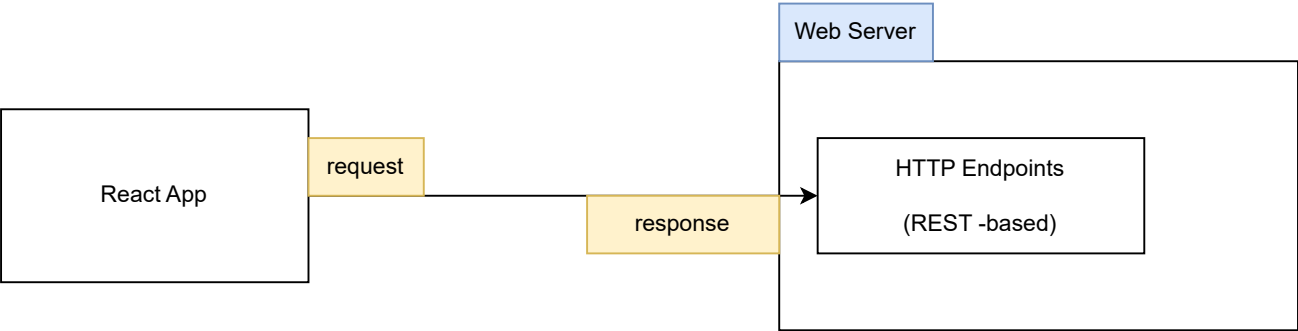 Web Server
React App
request
response
HTTP Endpoints
(REST -based)